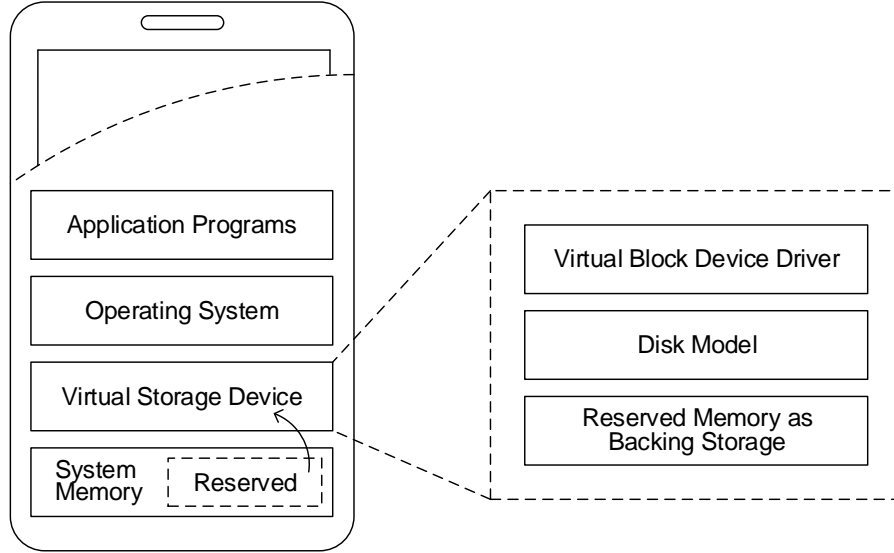 Application Programs
Operating System
Virtual Storage Device
System
Memory
Reserved
Virtual Block Device Driver
Disk Model
Reserved Memory as
Backing Storage